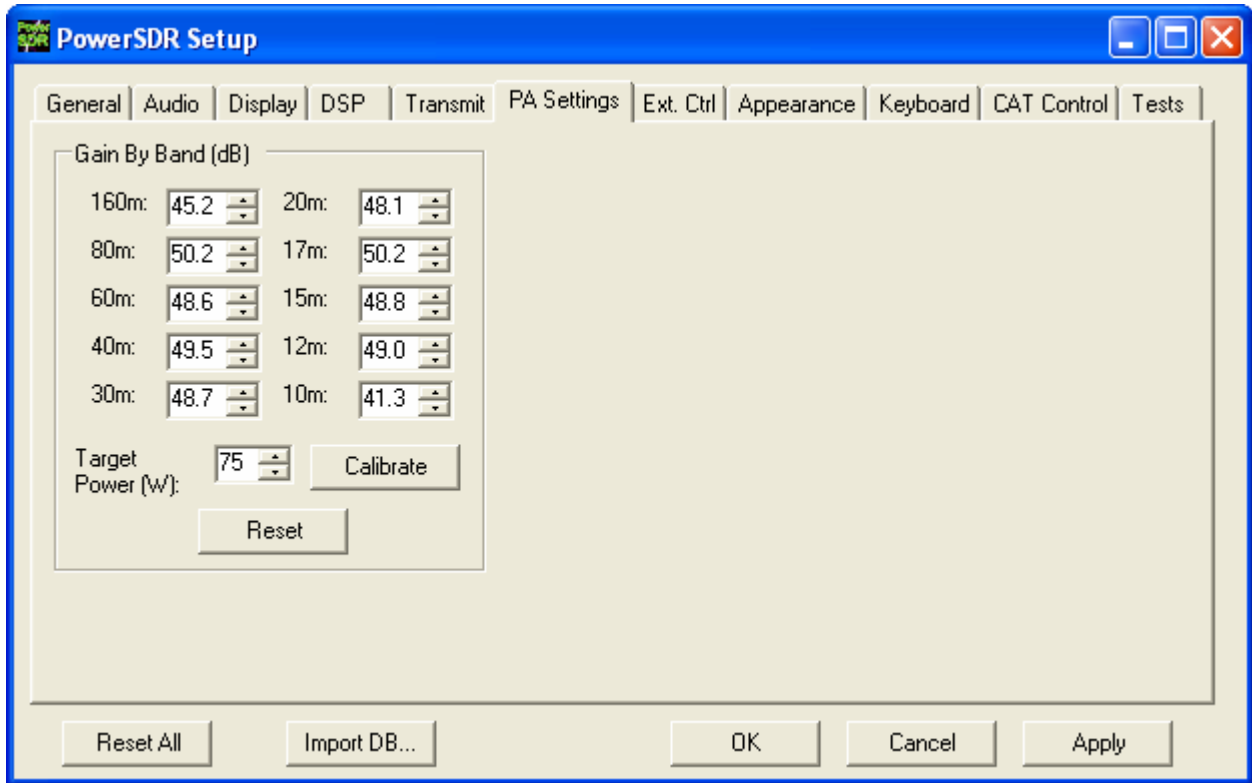 Power SDR PowerSDR Setup
General Audio Display DSP Transmit PA Settings Ext. Ctrl Appearance Keyboard CAT Control Tests
Gain By Band (dB)
160m: 45.2 20m: 48.1
80m: 50.2 17m: 50.2
60m: 48.6 15m: 48.8
40m: 49.5 12m: 49.0
30m: 48.7 10m: 41.3
Target Power (W): 75 Calibrate
Reset
Reset All Import DB... OK Cancel Apply